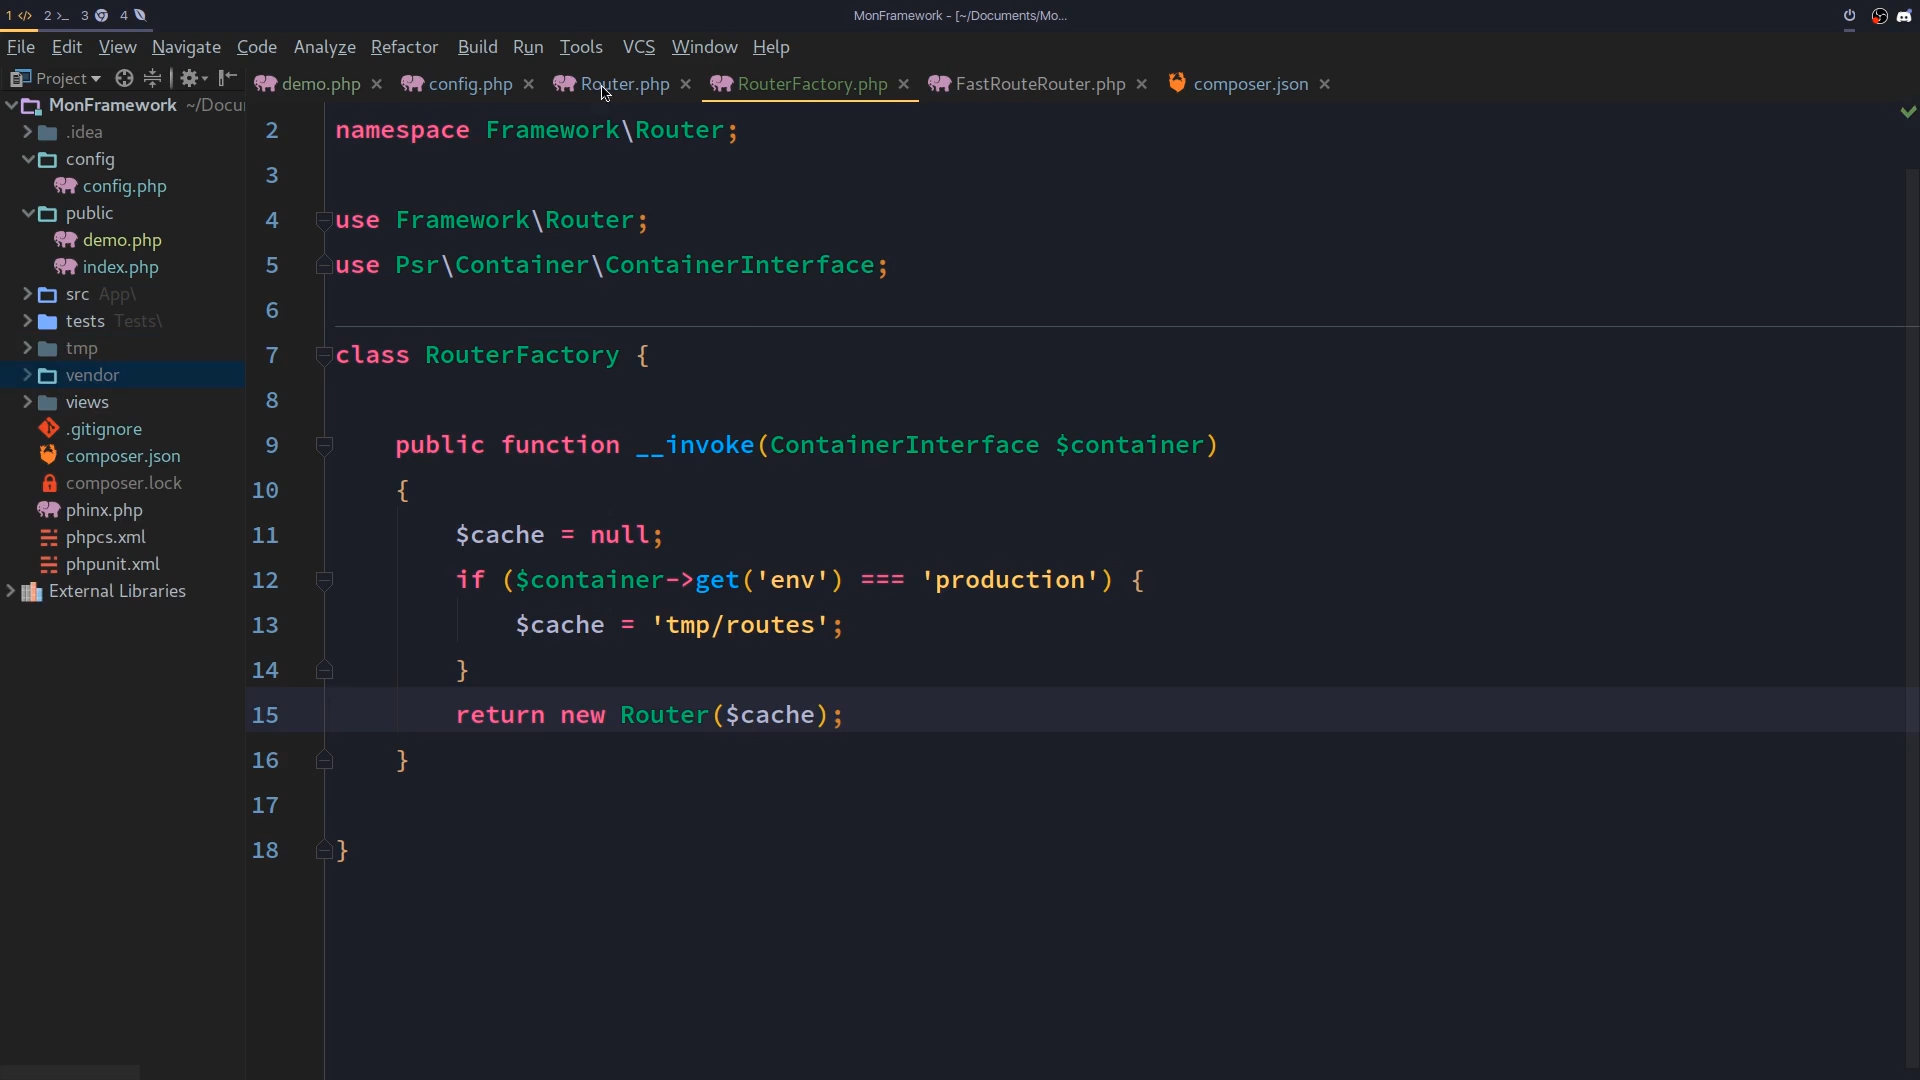 1 </> 2 >_ 3 4
MonFramework - [~/Documents/Mo...
File Edit View Navigate Code Analyze Refactor Build Run Tools VCS Window Help
Project
demo.php × config.php × Router.php × RouterFactory.php × FastRouteRouter.php × composer.json ×
MonFramework ~/Docu
.idea
config
config.php
public
demo.php
index.php
src App\
tests Tests\
tmp
vendor
views
.gitignore
composer.json
composer.lock
phinx.php
phpcs.xml
phpunit.xml
External Libraries
2 namespace Framework\Router;
3
4 use Framework\Router;
5 use Psr\Container\ContainerInterface;
6
7 class RouterFactory {
8
9 public function __invoke(ContainerInterface $container)
10 {
11 $cache = null;
12 if ($container->get('env') === 'production') {
13 $cache = 'tmp/routes';
14 }
15 return new Router($cache);
16 }
17
18 }